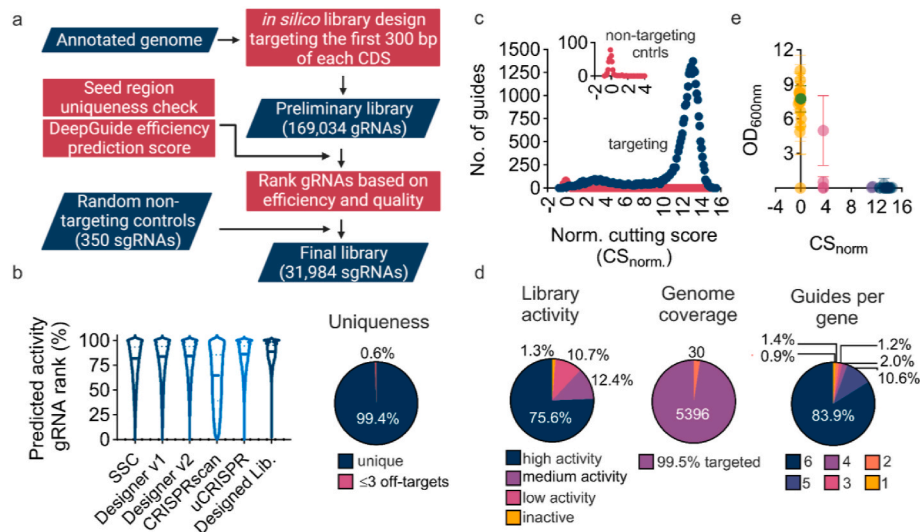 a
Annotated genome
in silico library design
targeting the first 300 bp
of each CDS
Seed region
uniqueness check
DeepGuide efficiency
prediction score
Preliminary library
(169,034 gRNAs)
Rank gRNAs based on
efficiency and quality
Random non-
targeting controls
(350 sgRNAs)
Final library
(31,984 sgRNAs)
b
Predicted activity
gRNA rank (%)
100
75
50
25
0
SSC
Designer v1
Designer v2
CRISPRscan
uCRISPR
Designed Lib.
Uniqueness
0.6%
99.4%
unique
≤3 off-targets
c
No. of guides
1500
1250
1000
750
500
250
0
-2 0 2 4 6 8 10 12 14 16
Norm. cutting score
(CSnorm.)
non-targeting
cntrls
100
0
-2 0 2 4
targeting
d
Library
activity
1.3%
10.7%
12.4%
75.6%
high activity
medium activity
low activity
inactive
Genome
coverage
30
5396
99.5% targeted
Guides per
gene
1.4%
0.9%
1.2%
2.0%
10.6%
83.9%
6 4 2
5 3 1
e
OD600nm
12
9
6
3
0
-4 0 4 8 12 16
CSnorm